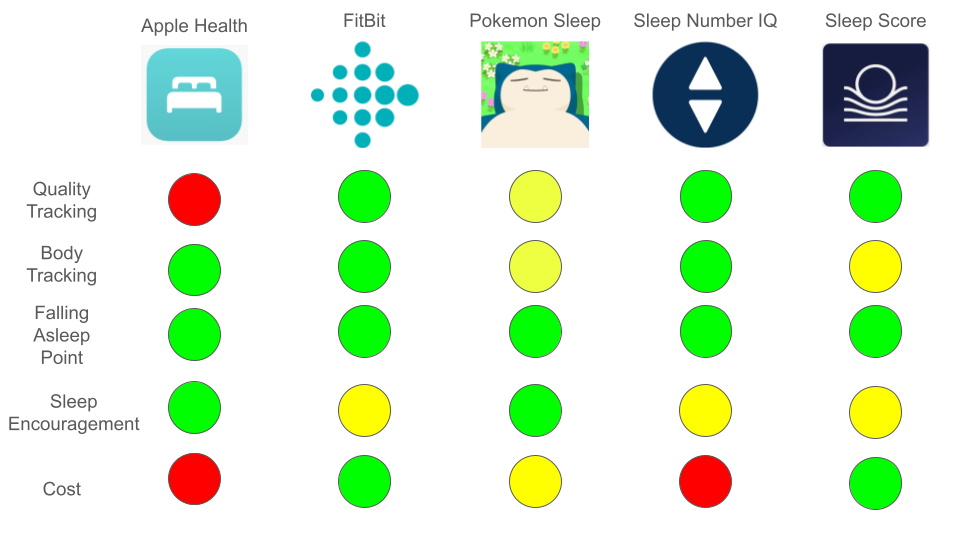 Apple Health
FitBit
Pokemon Sleep
Sleep Number IQ
Sleep Score
Quality
Tracking
Body
Tracking
Falling
Asleep
Point
Sleep
Encouragement
Cost